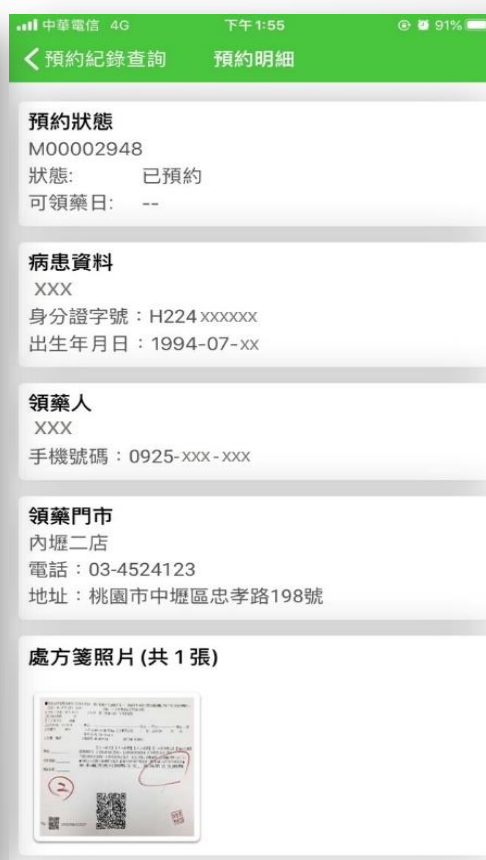 中華電信 4G 下午1:55 91%
預約紀錄查詢 預約明細
預約狀態
M00002948
狀態: 已預約
可領藥日: --
病患資料
XXX
身分證字號：H224xxxxxx
出生年月日：1994-07-xx
領藥人
XXX
手機號碼：0925-xxx-xxx
領藥門市
內壢二店
電話：03-4524123
地址：桃園市中壢區忠孝路198號
處方箋照片(共1張)
2